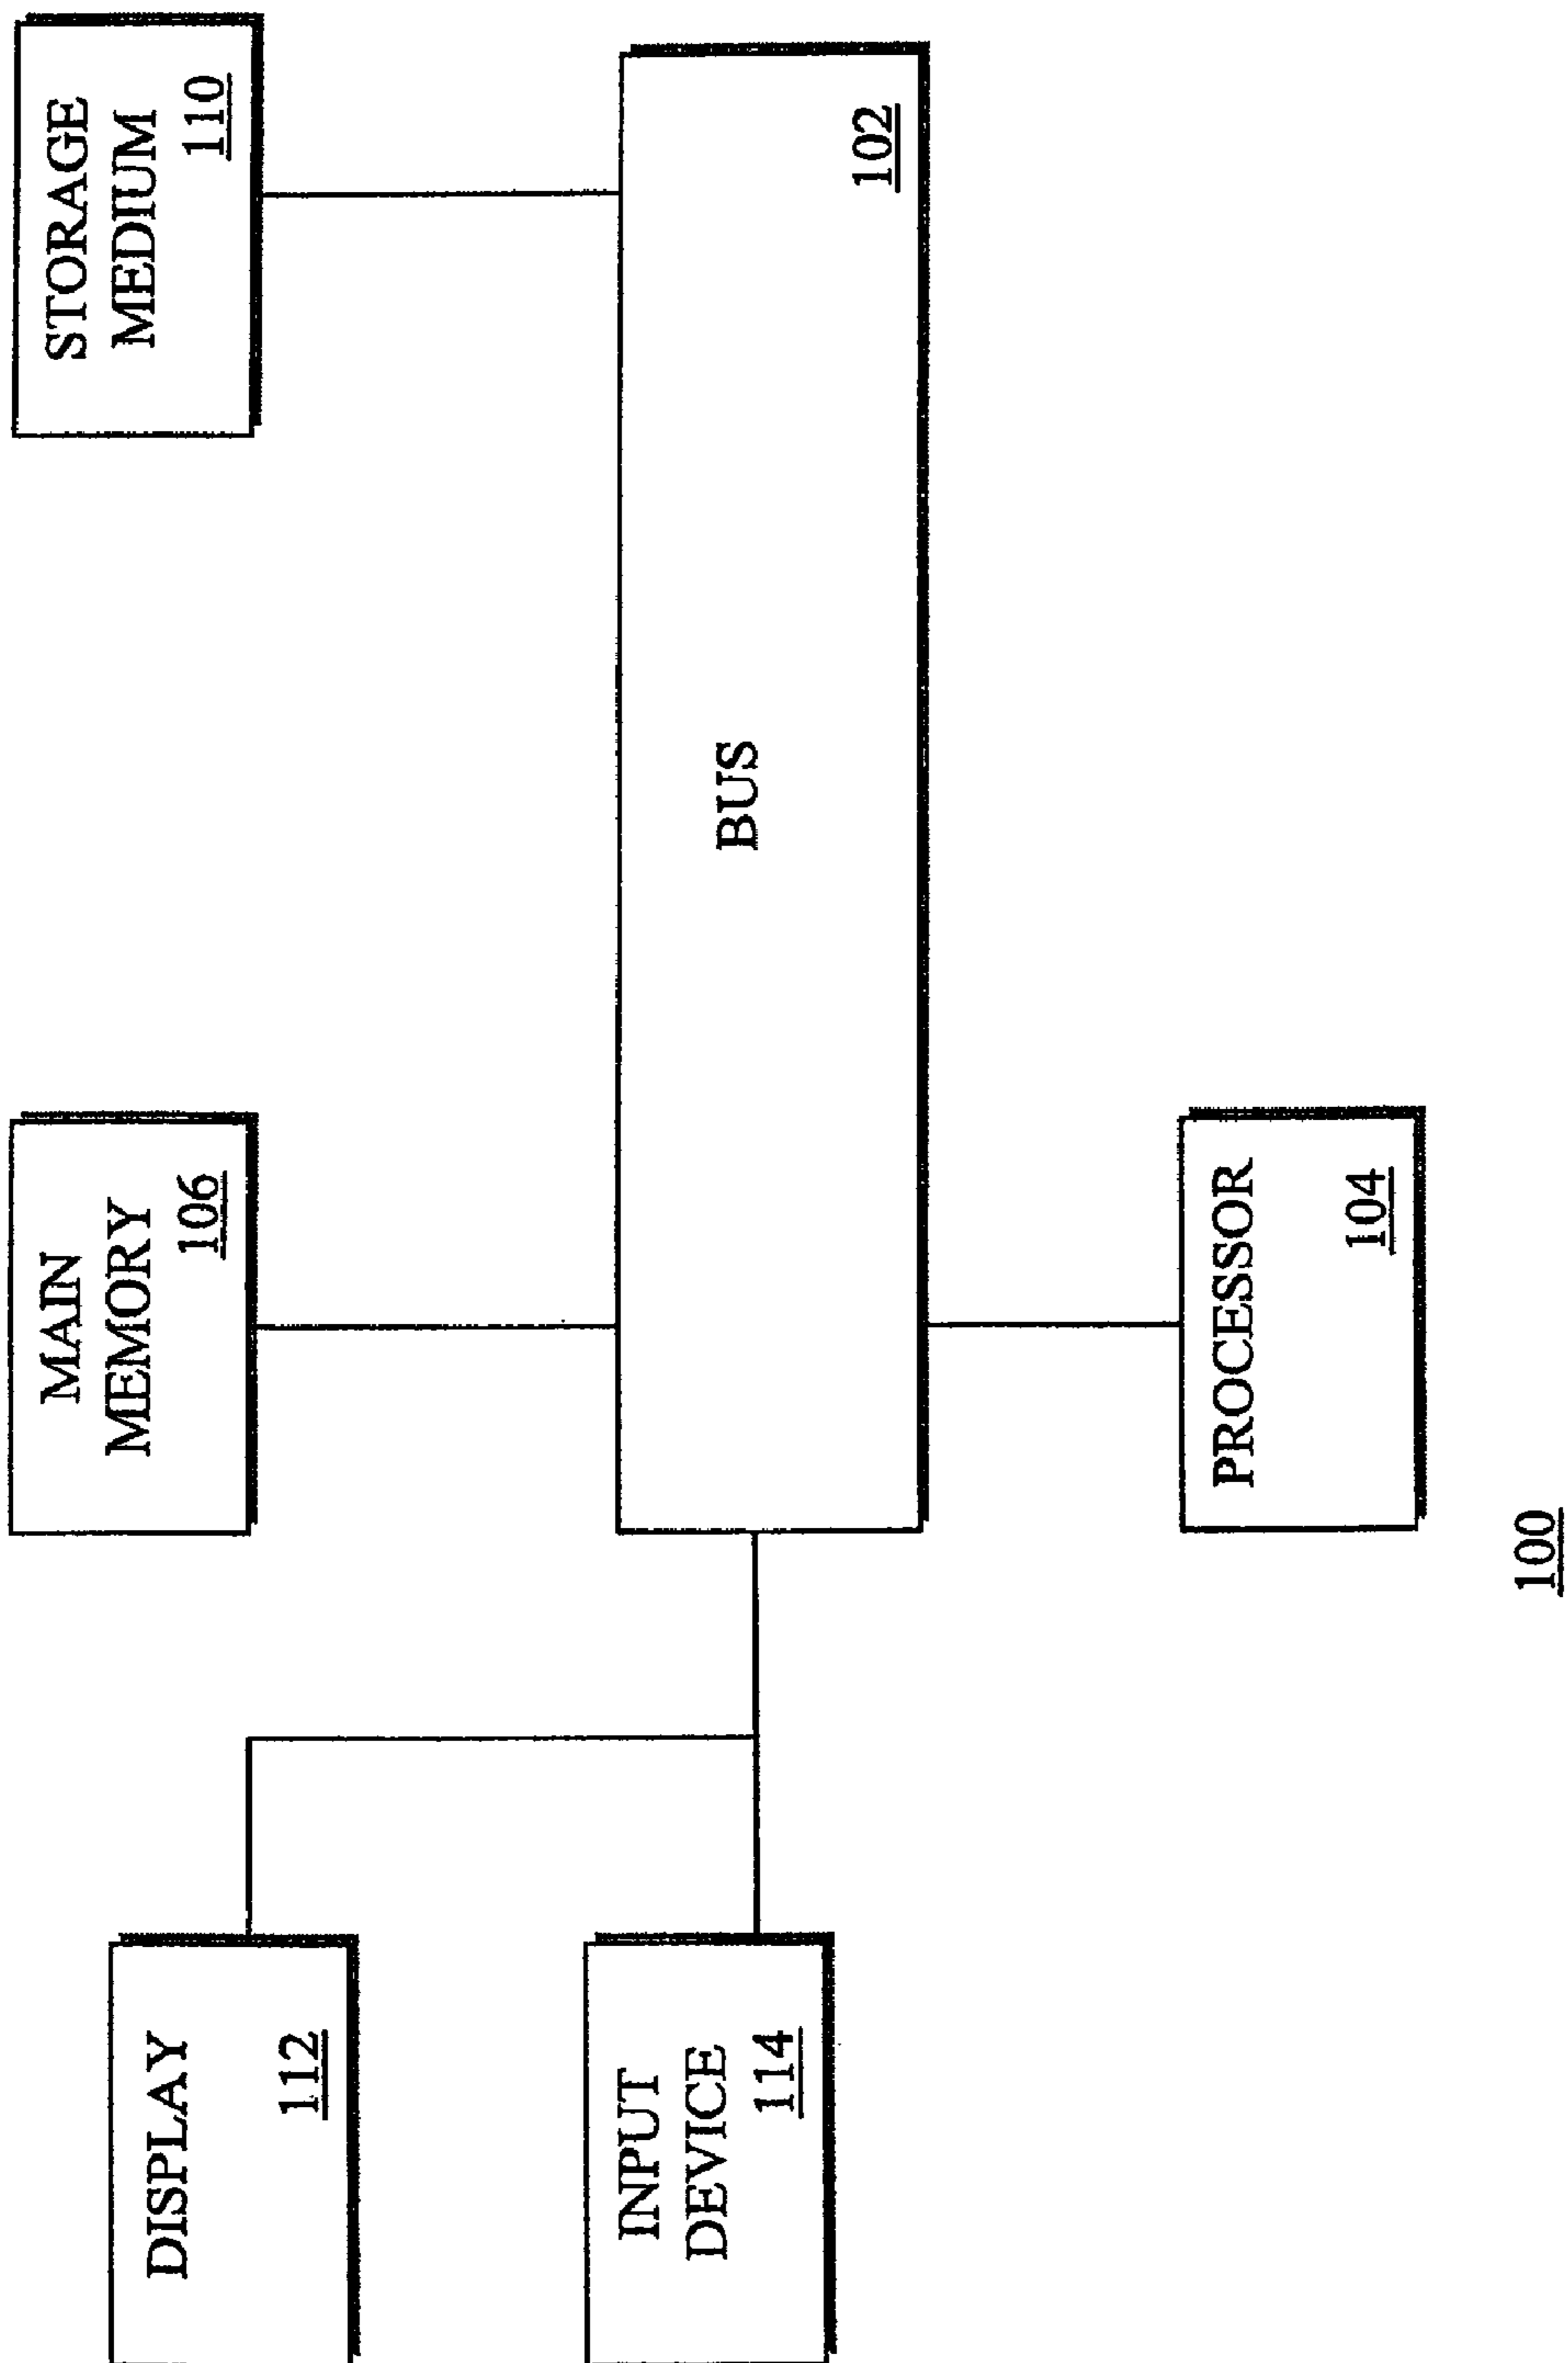 DISPLAY
112
INPUT
DEVICE
114
MAIN
MEMORY
106
STORAGE
MEDIUM
110
BUS
102
PROCESSOR
104
100